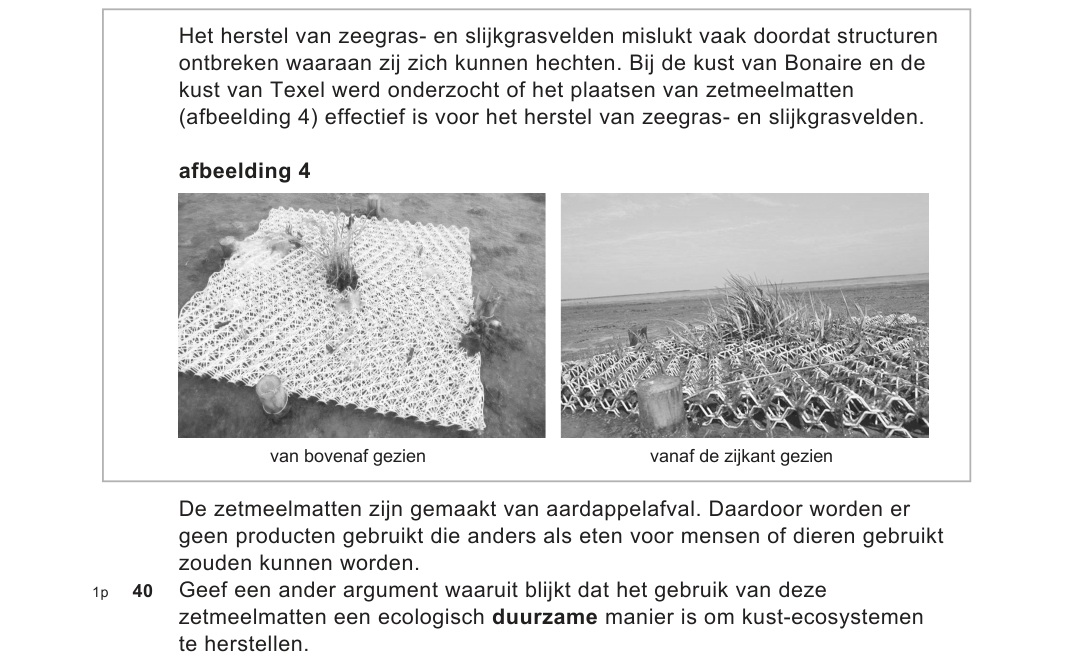 Het herstel van zeegras- en slijkgrasvelden mislukt vaak doordat structuren
ontbreken waaraan zij zich kunnen hechten. Bij de kust van Bonaire en de
kust van Texel werd onderzocht of het plaatsen van zetmeelmatten
(afbeelding 4) effectief is voor het herstel van zeegras- en slijkgrasvelden.
afbeelding 4
van bovenaf gezien
vanaf de zijkant gezien
De zetmeelmatten zijn gemaakt van aardappelafval. Daardoor worden er
geen producten gebruikt die anders als eten voor mensen of dieren gebruikt
zouden kunnen worden.
1p 40 Geef een ander argument waaruit blijkt dat het gebruik van deze
zetmeelmatten een ecologisch duurzame manier is om kust-ecosystemen
te herstellen.